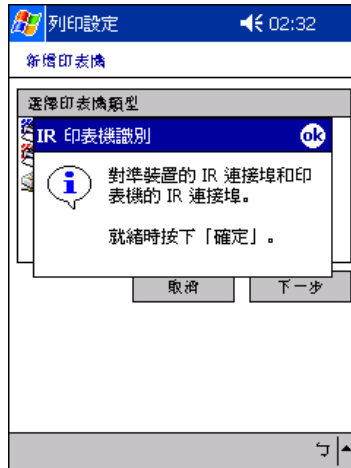 列印設定 02:32
新增印表機
選擇印表機類型
IR 印表機識別 ok
對準裝置的 IR 連接埠和印
表機的 IR 連接埠。
就緒時按下「確定」。
取消 下一步
ㄅ